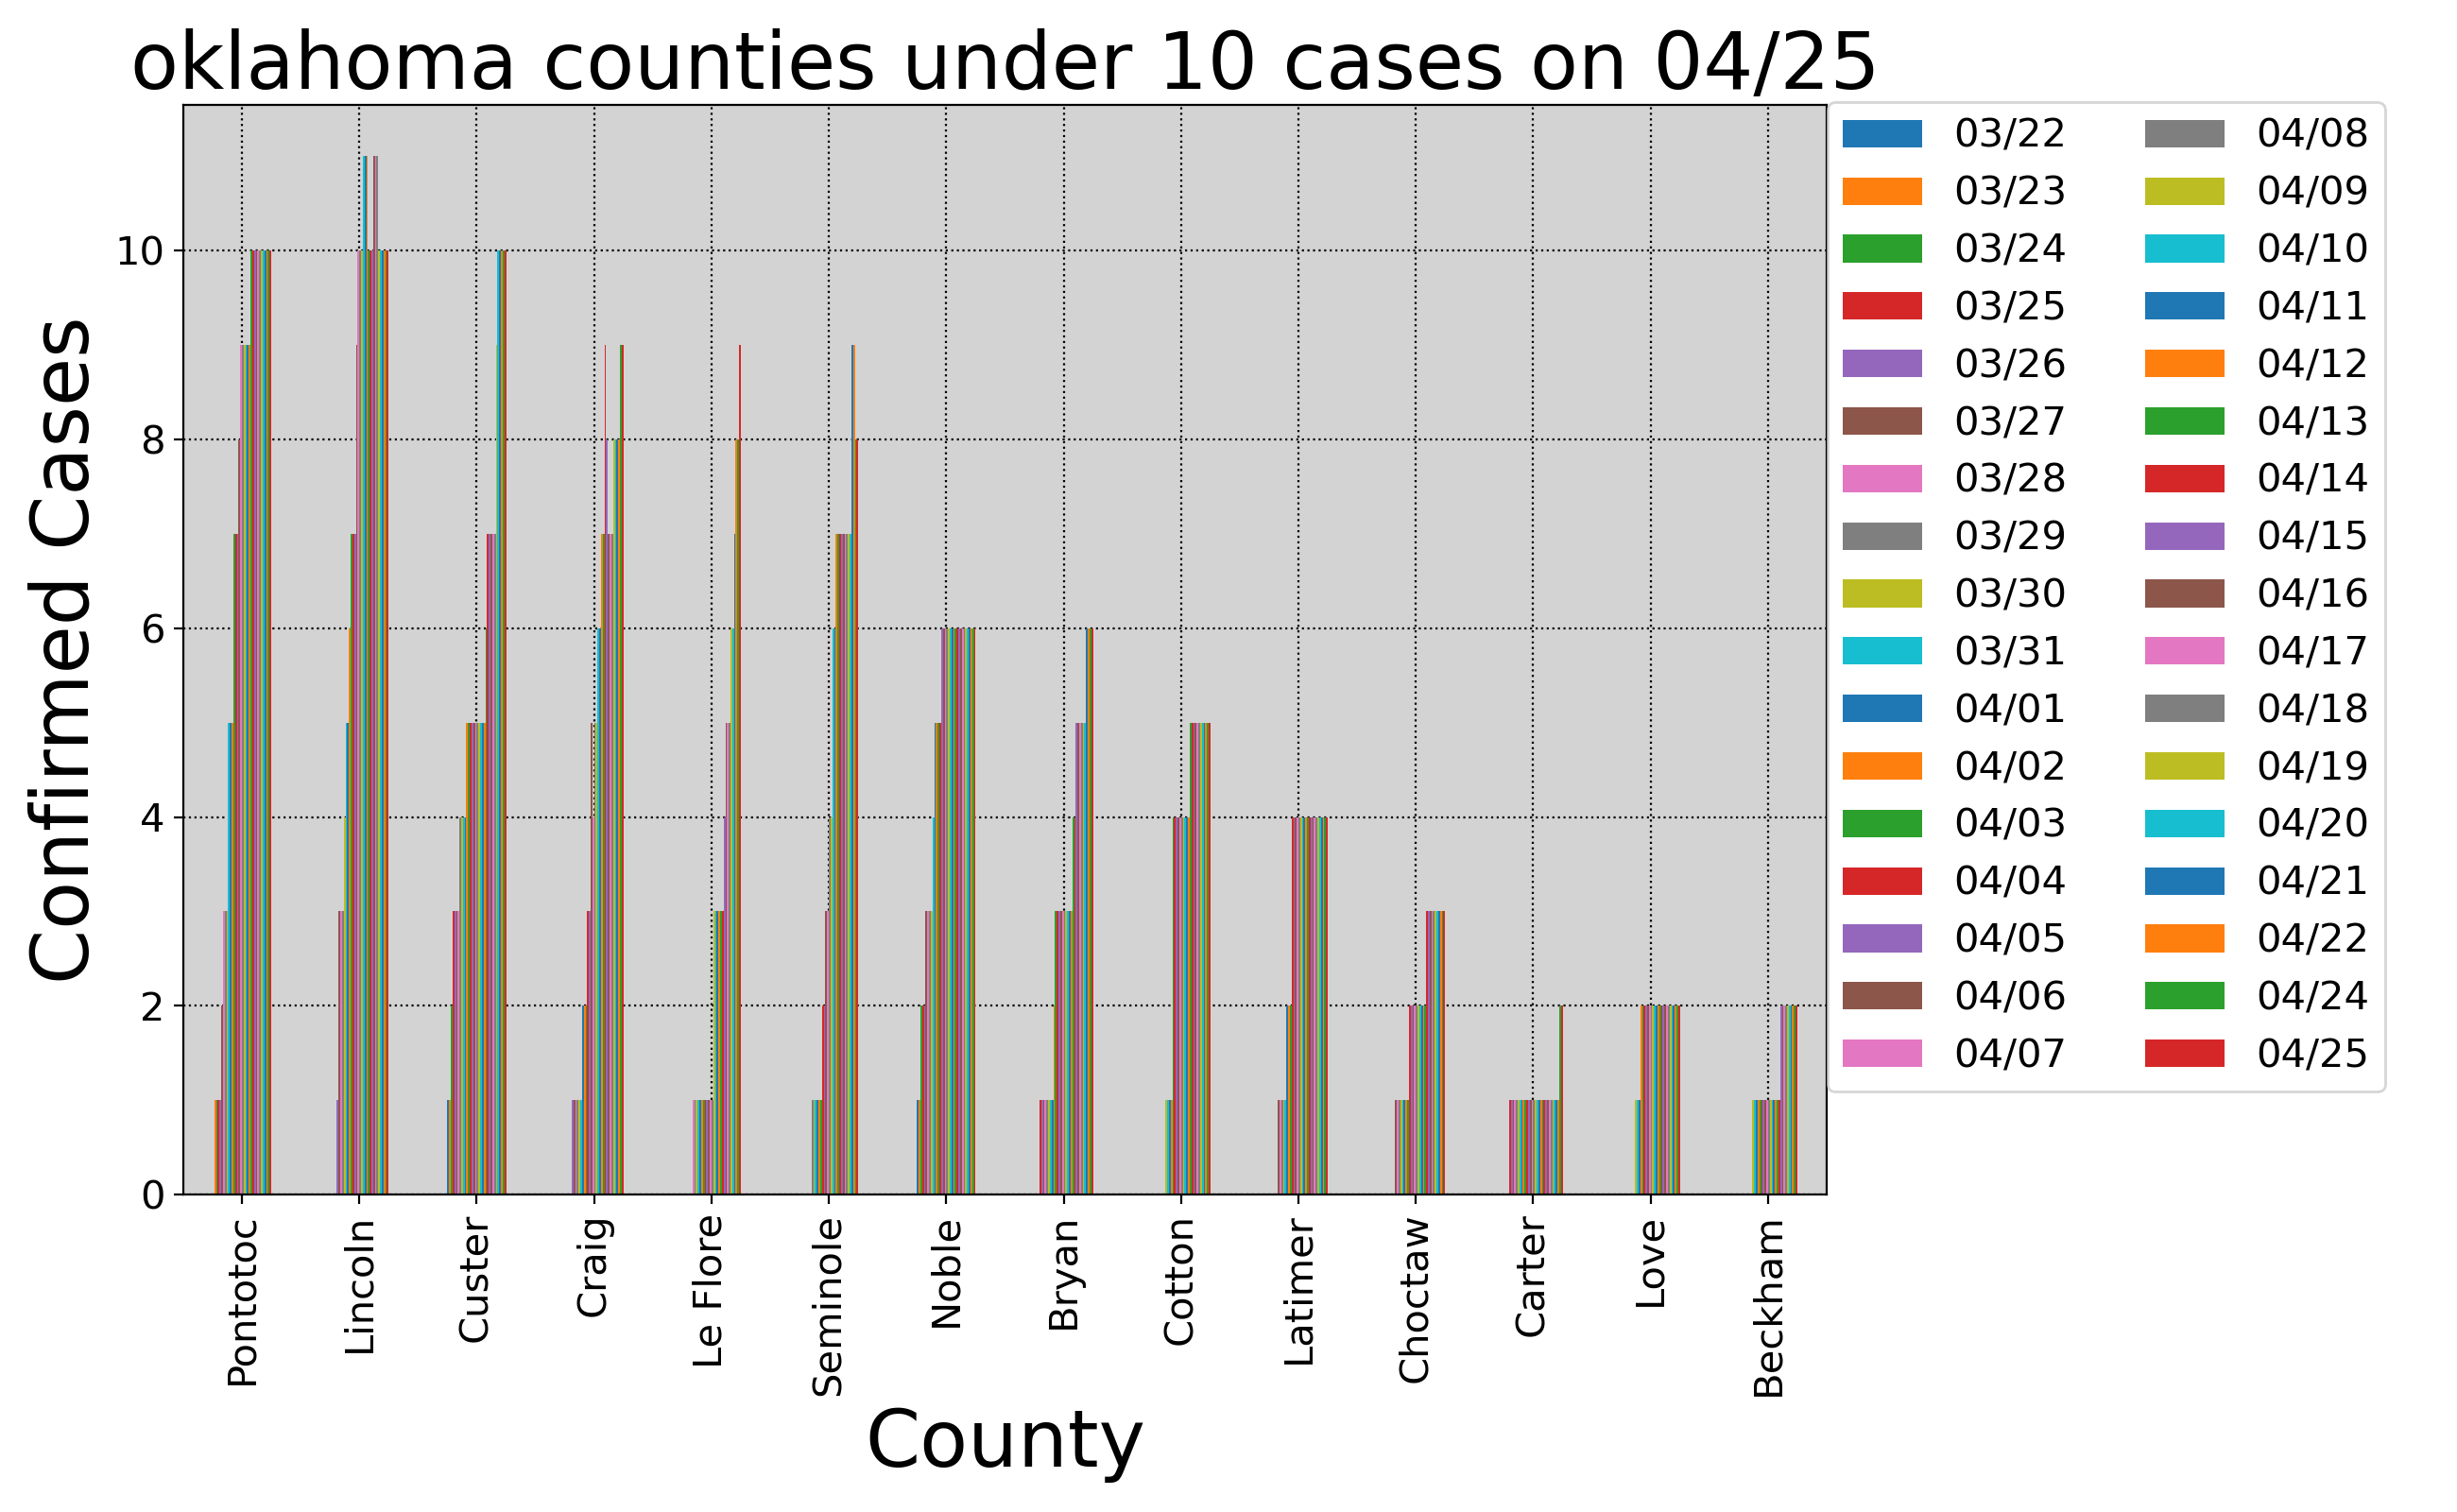 oklahoma counties under 10 cases on 04/25
Confirmed Cases
10
8
6
4
2
0
Pontotoc
Lincoln
Custer
Craig
Le Flore
Seminole
Noble
Bryan
Cotton
Latimer
Choctaw
Carter
Love
Beckham
County
03/22
03/23
03/24
03/25
03/26
03/27
03/28
03/29
03/30
03/31
04/01
04/02
04/03
04/04
04/05
04/06
04/07
04/08
04/09
04/10
04/11
04/12
04/13
04/14
04/15
04/16
04/17
04/18
04/19
04/20
04/21
04/22
04/24
04/25